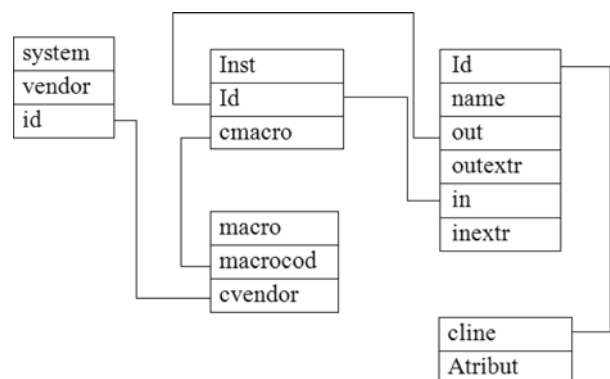 system
vendor
id
Inst
Id
cmacro
macro
macrocod
cvendor
Id
name
out
outextr
in
inextr
cline
Atribut